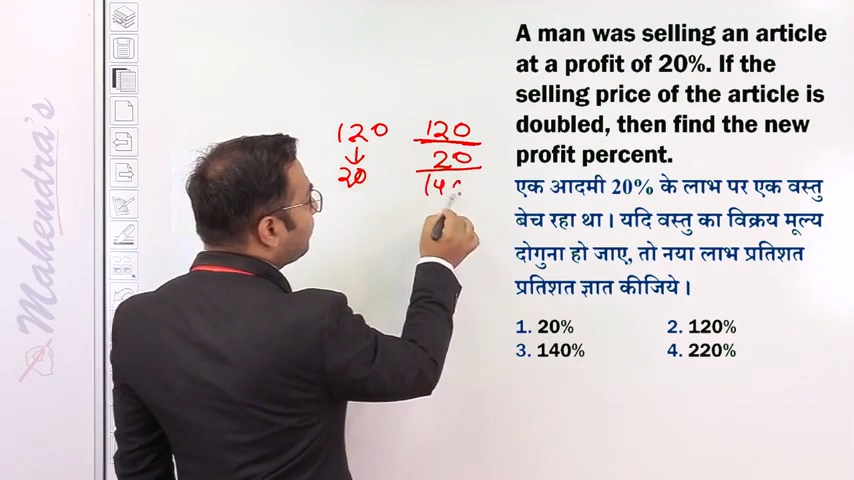 A man was selling an article
at a profit of 20%. If the
selling price of the article is
doubled, then find the new
profit percent.
एक आदमी 20% के लाभ पर एक वस्तु
बेच रहा था। यदि वस्तु का विक्रय मूल्य
दोगुना हो जाए, तो नया लाभ प्रतिशत
प्रतिशत ज्ञात कीजिये।
1. 20% 2. 120%
3. 140% 4. 220%
120 120
20 20
140
Mahendra's